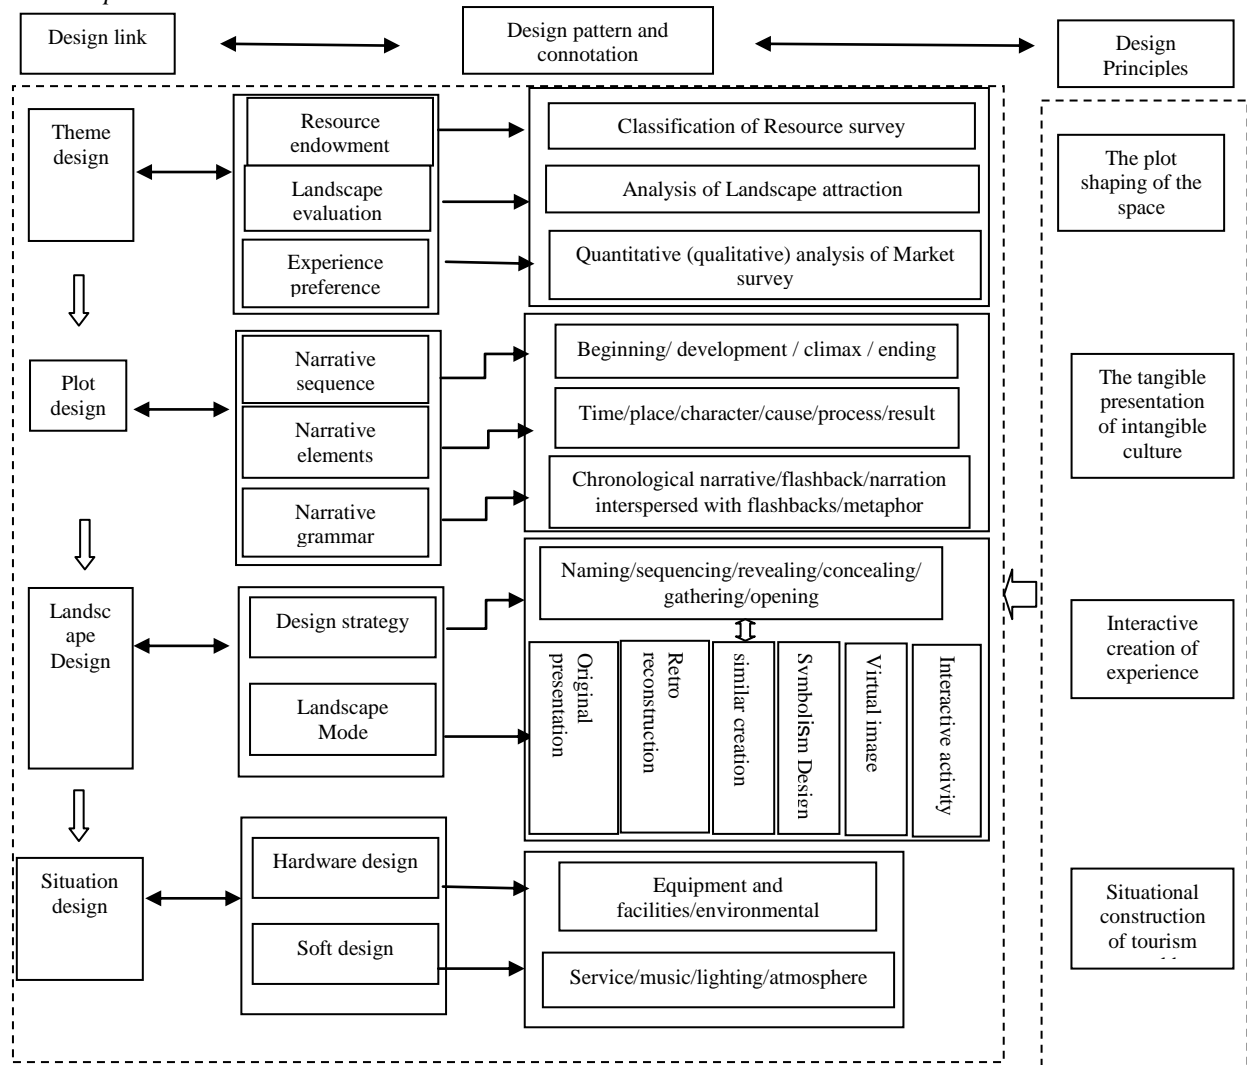 Design link
Design pattern and
connotation
Design
Principles
Theme
design
Resource
endowment
Classification of Resource survey
Landscape
evaluation
Analysis of Landscape attraction
Experience
preference
Quantitative (qualitative) analysis of Market
survey
The plot
shaping of the
space
Plot
design
Narrative
sequence
Beginning/ development / climax / ending
Narrative
elements
Time/place/character/cause/process/result
Narrative
grammar
Chronological narrative/flashback/narration
interspersed with flashbacks/metaphor
The tangible
presentation
of intangible
culture
Landsc
ape
Design
Design strategy
Naming/sequencing/revealing/concealing/
gathering/opening
Landscape
Mode
Original
presentation
Retro
reconstruction
similar creation
Symbolism Design
Virtual image
Interactive activity
Interactive
creation of
experience
Situation
design
Hardware design
Equipment and
facilities/environmental
Soft design
Service/music/lighting/atmosphere
Situational
construction
of tourism